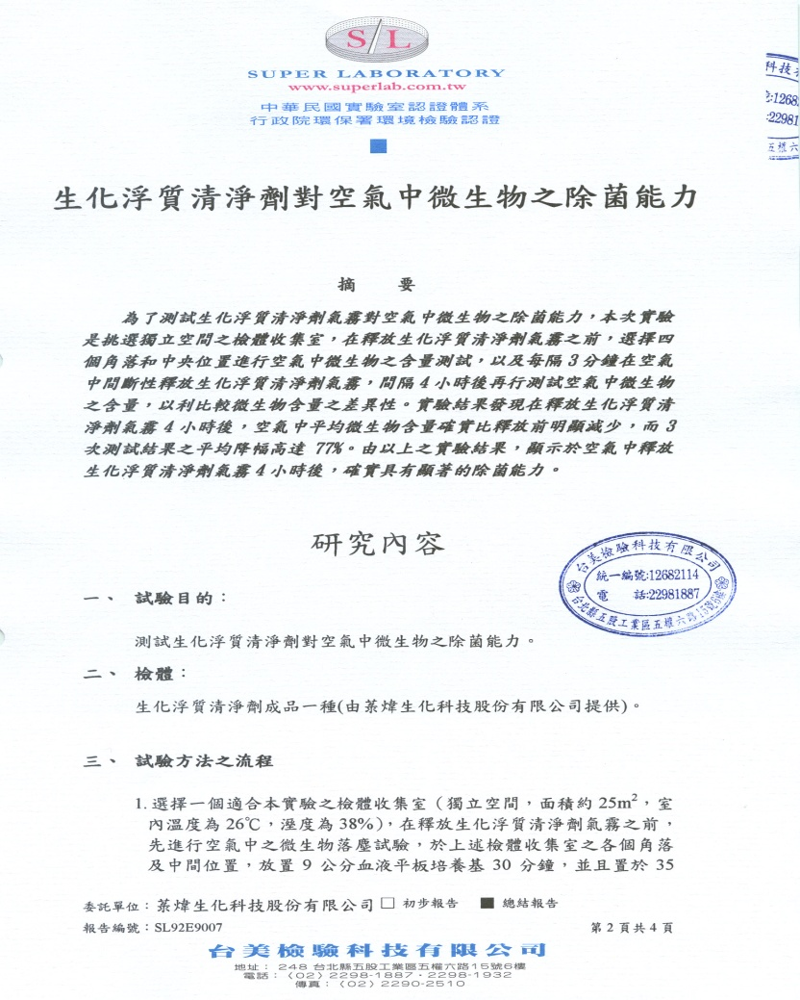 S/L
SUPER LABORATORY
www.superlab.com.tw
中華民國實驗室認證體系
行政院環保署環境檢驗認證
科技
:1268
:22981
五權六
生化浮質清淨劑對空氣中微生物之除菌能力
摘 要
為了測試生化浮質清淨劑氣霧對空氣中微生物之除菌能力，本次實驗
是挑選獨立空間之檢體收集室，在釋放生化浮質清淨劑氣霧之前，選擇四
個角落和中央位置進行空氣中微生物之含量測試，以及每隔 3 分鐘在空氣
中間斷性釋放生化浮質清淨劑氣霧，間隔 4 小時後再行測試空氣中微生物
之含量，以利比較微生物含量之差異性。實驗結果發現在釋放生化浮質清
淨劑氣霧 4 小時後，空氣中平均微生物含量確實比釋放前明顯減少，而 3
次測試結果之平均降幅高達 77%。由以上之實驗結果，顯示於空氣中釋放
生化浮質清淨劑氣霧 4 小時後，確實具有顯著的除菌能力。
研究內容
台美檢驗科技有限公司
統一編號:12682114
電 話:22981887
台北縣五股工業區五權六路15號6樓
一、 試驗目的：
測試生化浮質清淨劑對空氣中微生物之除菌能力。
二、 檢體：
生化浮質清淨劑成品一種(由菉煒生化科技股份有限公司提供)。
三、 試驗方法之流程
1. 選擇一個適合本實驗之檢體收集室（獨立空間，面積約 25m²，室
內溫度為 26℃，溼度為 38%），在釋放生化浮質清淨劑氣霧之前，
先進行空氣中之微生物落塵試驗，於上述檢體收集室之各個角落
及中間位置，放置 9 公分血液平板培養基 30 分鐘，並且置於 35
委託單位：菉煒生化科技股份有限公司 □ 初步報告 ■ 總結報告
報告編號：SL92E9007 第 2 頁共 4 頁
台美檢驗科技有限公司
地址： 248 台北縣五股工業區五權六路15號6樓
電話：（02）2298-1887・2298-1932
傳真：（02）2290-2510